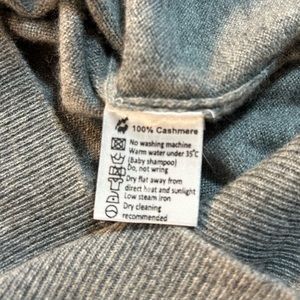 100% Cashmere
No washing machine
Warm water under 35°C
(Baby shampoo)
Do, not wring
Dry flat away from
direct heat and sunlight
Low steam iron
Dry cleaning
recommended